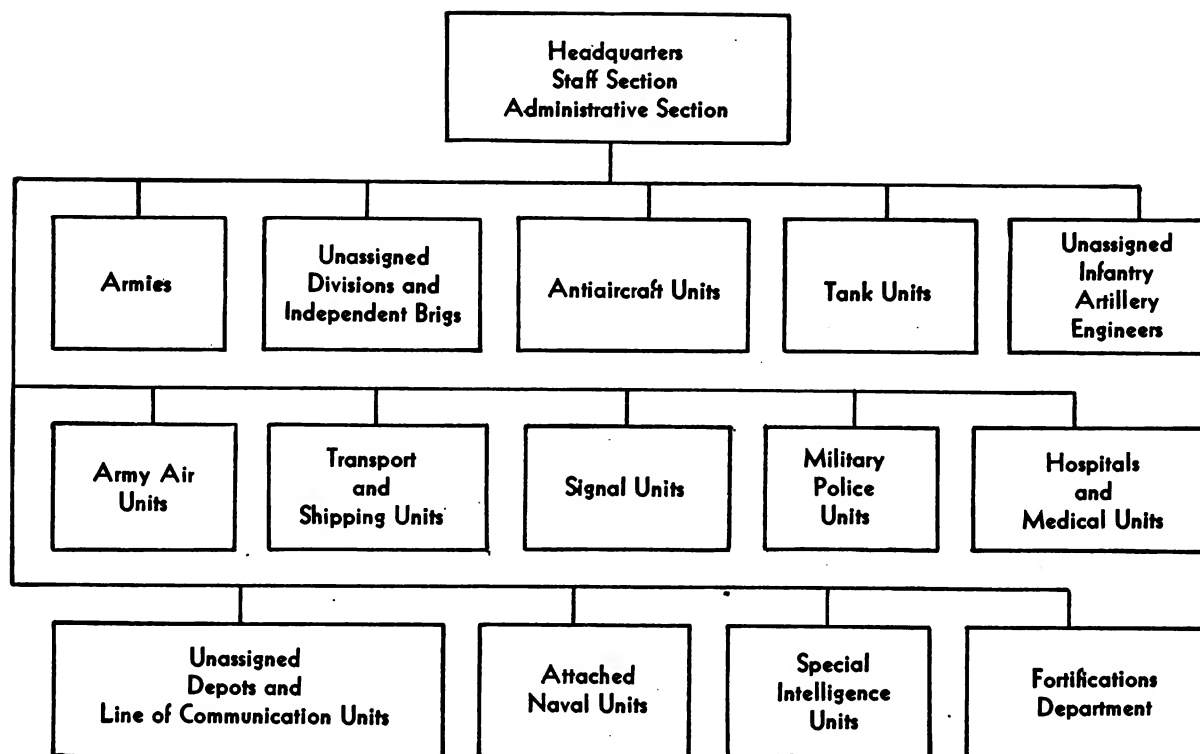 Headquarters
Staff Section
Administrative Section
Armies
Unassigned
Divisions and
Independent Brigs
Antiaircraft Units
Tank Units
Unassigned
Infantry
Artillery
Engineers
Army Air
Units
Transport
and
Shipping Units
Signal Units
Military
Police
Units
Hospitals
and
Medical Units
Unassigned
Depots and
Line of Communication Units
Attached
Naval Units
Special
Intelligence
Units
Fortifications
Department